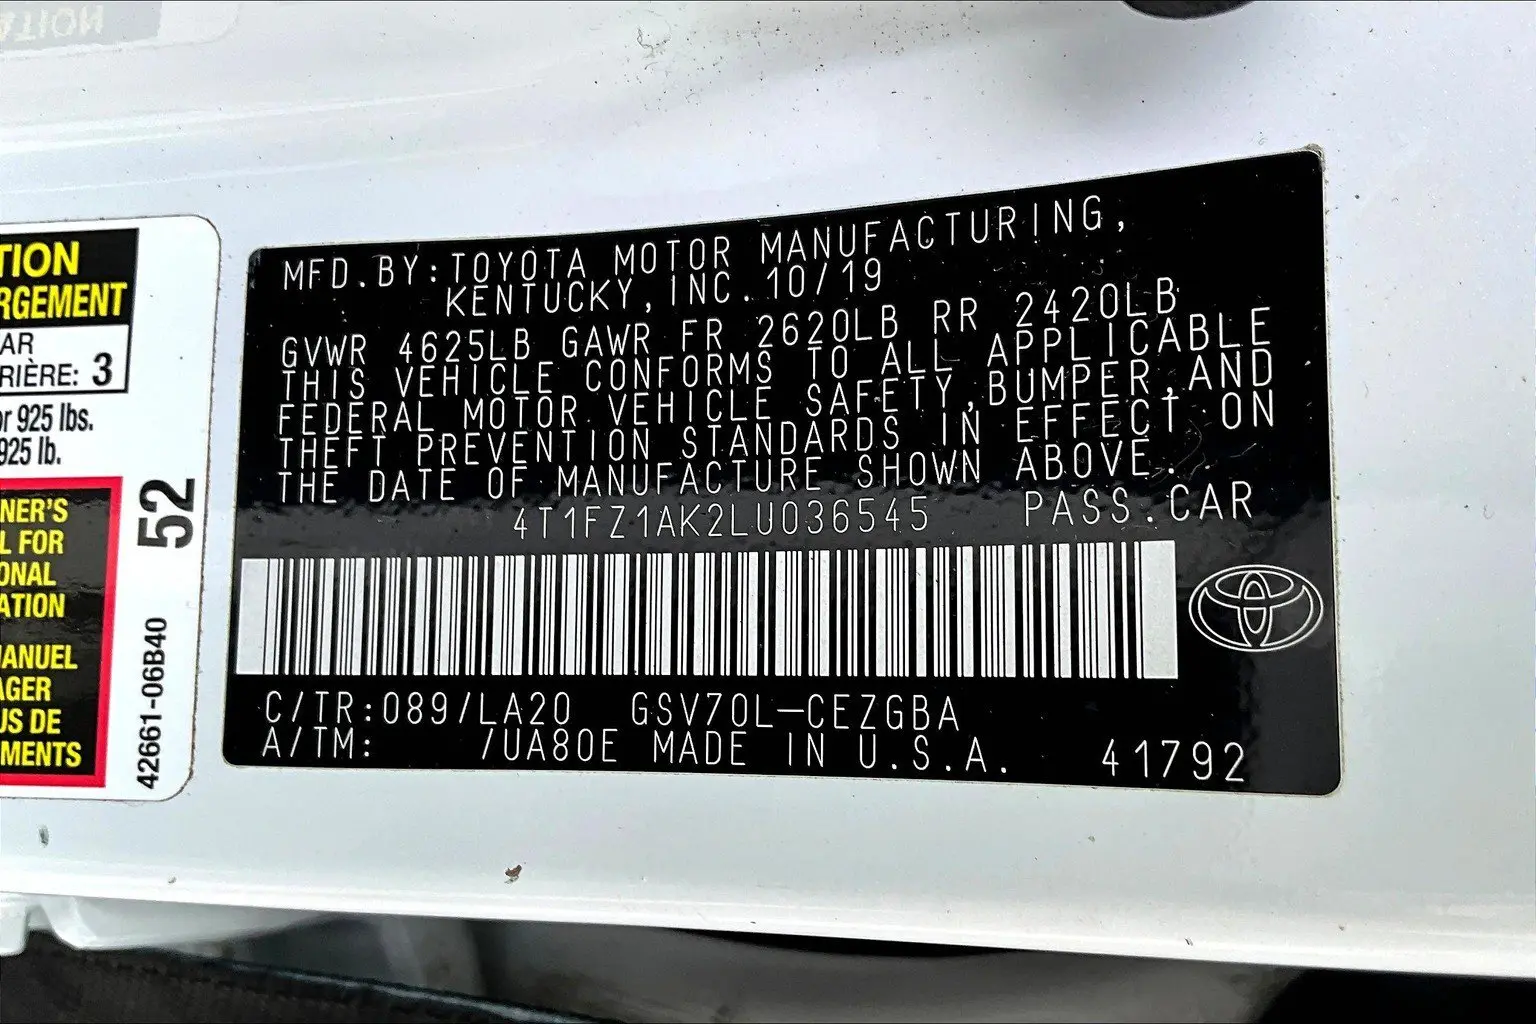 TION
RGEMENT
AR
RIÈRE: 3
or 925 lbs.
925 lb.
NER'S
L FOR
ONAL
ATION
MANUEL
AGER
US DE
MENTS
52
42661-06B40
MFD.BY:TOYOTA MOTOR MANUFACTURING,
KENTUCKY,INC.10/19
GVWR 4625LB GAWR FR 2620LB RR 2420LB
THIS VEHICLE CONFORMS TO ALL APPLICABLE
FEDERAL MOTOR VEHICLE SAFETY,BUMPER,AND
THEFT PREVENTION STANDARDS IN EFFECT ON
THE DATE OF MANUFACTURE SHOWN ABOVE.
4T1FZ1AK2LU036545 PASS.CAR
C/TR:089/LA20 GSV70L-CEZGBA
A/TM: /UA80E MADE IN U.S.A. 41792